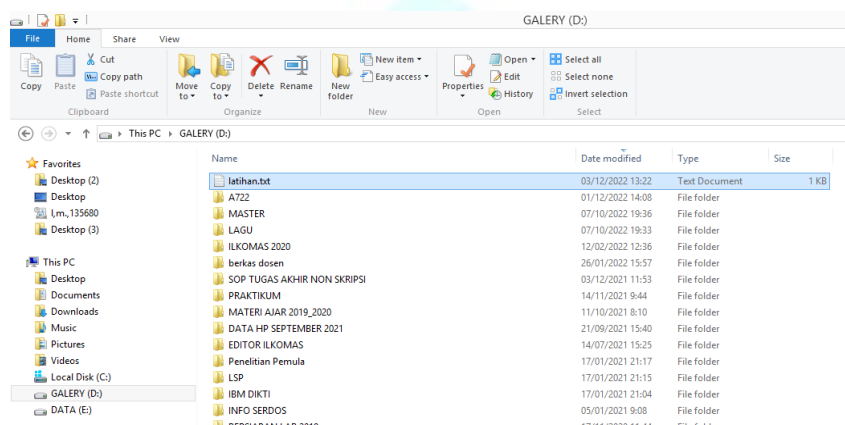 GALERY (D:)
File Home Share View
Copy Paste Cut Copy path Paste shortcut Move to Copy to Delete Rename New folder New item Easy access Properties Open Edit History Select all Select none Invert selection
Clipboard Organize New Open Select
This PC GALERY (D:)
Favorites
Desktop (2)
Desktop
l,m.,135680
Desktop (3)
This PC
Desktop
Documents
Downloads
Music
Pictures
Videos
Local Disk (C:)
GALERY (D:)
DATA (E:)
Name Date modified Type Size
latihan.txt 03/12/2022 13:22 Text Document 1 KB
A722 01/12/2022 14:08 File folder
MASTER 07/10/2022 19:36 File folder
LAGU 07/10/2022 19:33 File folder
ILKOMAS 2020 12/02/2022 12:36 File folder
berkas dosen 26/01/2022 15:57 File folder
SOP TUGAS AKHIR NON SKRIPSI 03/12/2021 11:53 File folder
PRAKTIKUM 14/11/2021 9:44 File folder
MATERI AJAR 2019_2020 11/10/2021 8:10 File folder
DATA HP SEPTEMBER 2021 21/09/2021 15:40 File folder
EDITOR ILKOMAS 14/07/2021 15:25 File folder
Penelitian Pemula 17/01/2021 21:17 File folder
LSP 17/01/2021 21:15 File folder
IBM DIKTI 17/01/2021 21:04 File folder
INFO SERDOS 05/01/2021 9:08 File folder